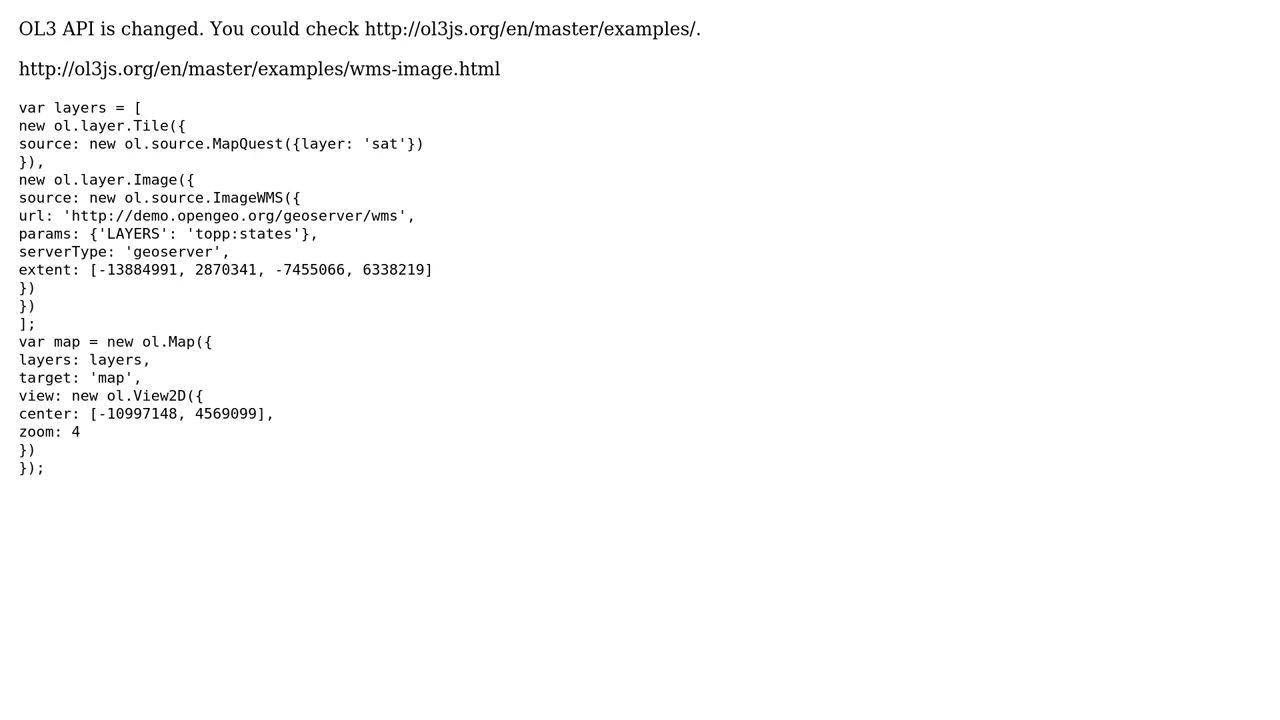 OL3 API is changed. You could check http://ol3js.org/en/master/examples/.
http://ol3js.org/en/master/examples/wms-image.html
var layers = [
new ol.layer.Tile({
source: new ol.source.MapQuest({layer: 'sat'})
}),
new ol.layer.Image({
source: new ol.source.ImageWMS({
url: 'http://demo.opengeo.org/geoserver/wms',
params: {'LAYERS': 'topp:states'},
serverType: 'geoserver',
extent: [-13884991, 2870341, -7455066, 6338219]
})
})
];
var map = new ol.Map({
layers: layers,
target: 'map',
view: new ol.View2D({
center: [-10997148, 4569099],
zoom: 4
})
});